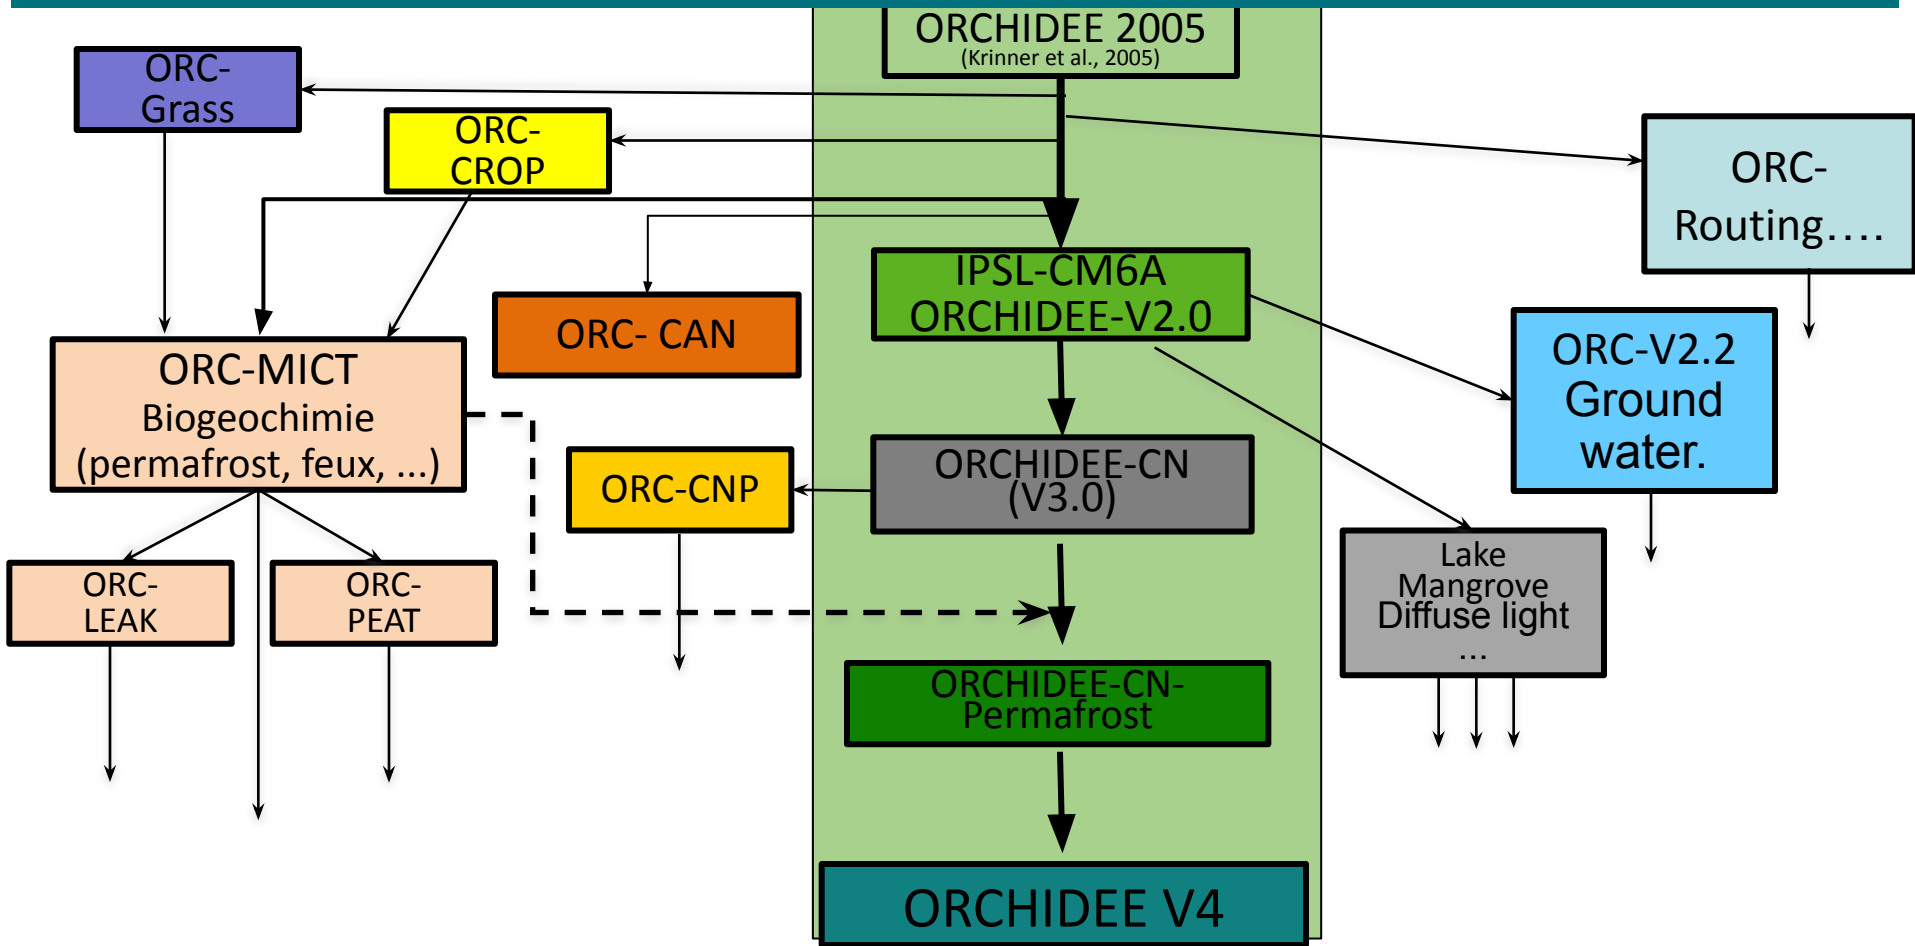 ORCHIDEE 2005
(Krinner et al., 2005)
ORC-
Grass
ORC-
CROP
ORC-
Routing....
IPSL-CM6A
ORCHIDEE-V2.0
ORC- CAN
ORC-MICT
Biogeochimie
(permafrost, feux, ...)
ORC-V2.2
Ground
water.
ORCHIDEE-CN
(V3.0)
ORC-CNP
Lake
Mangrove
Diffuse light
...
ORC-
LEAK
ORC-
PEAT
ORCHIDEE-CN-
Permafrost
ORCHIDEE V4